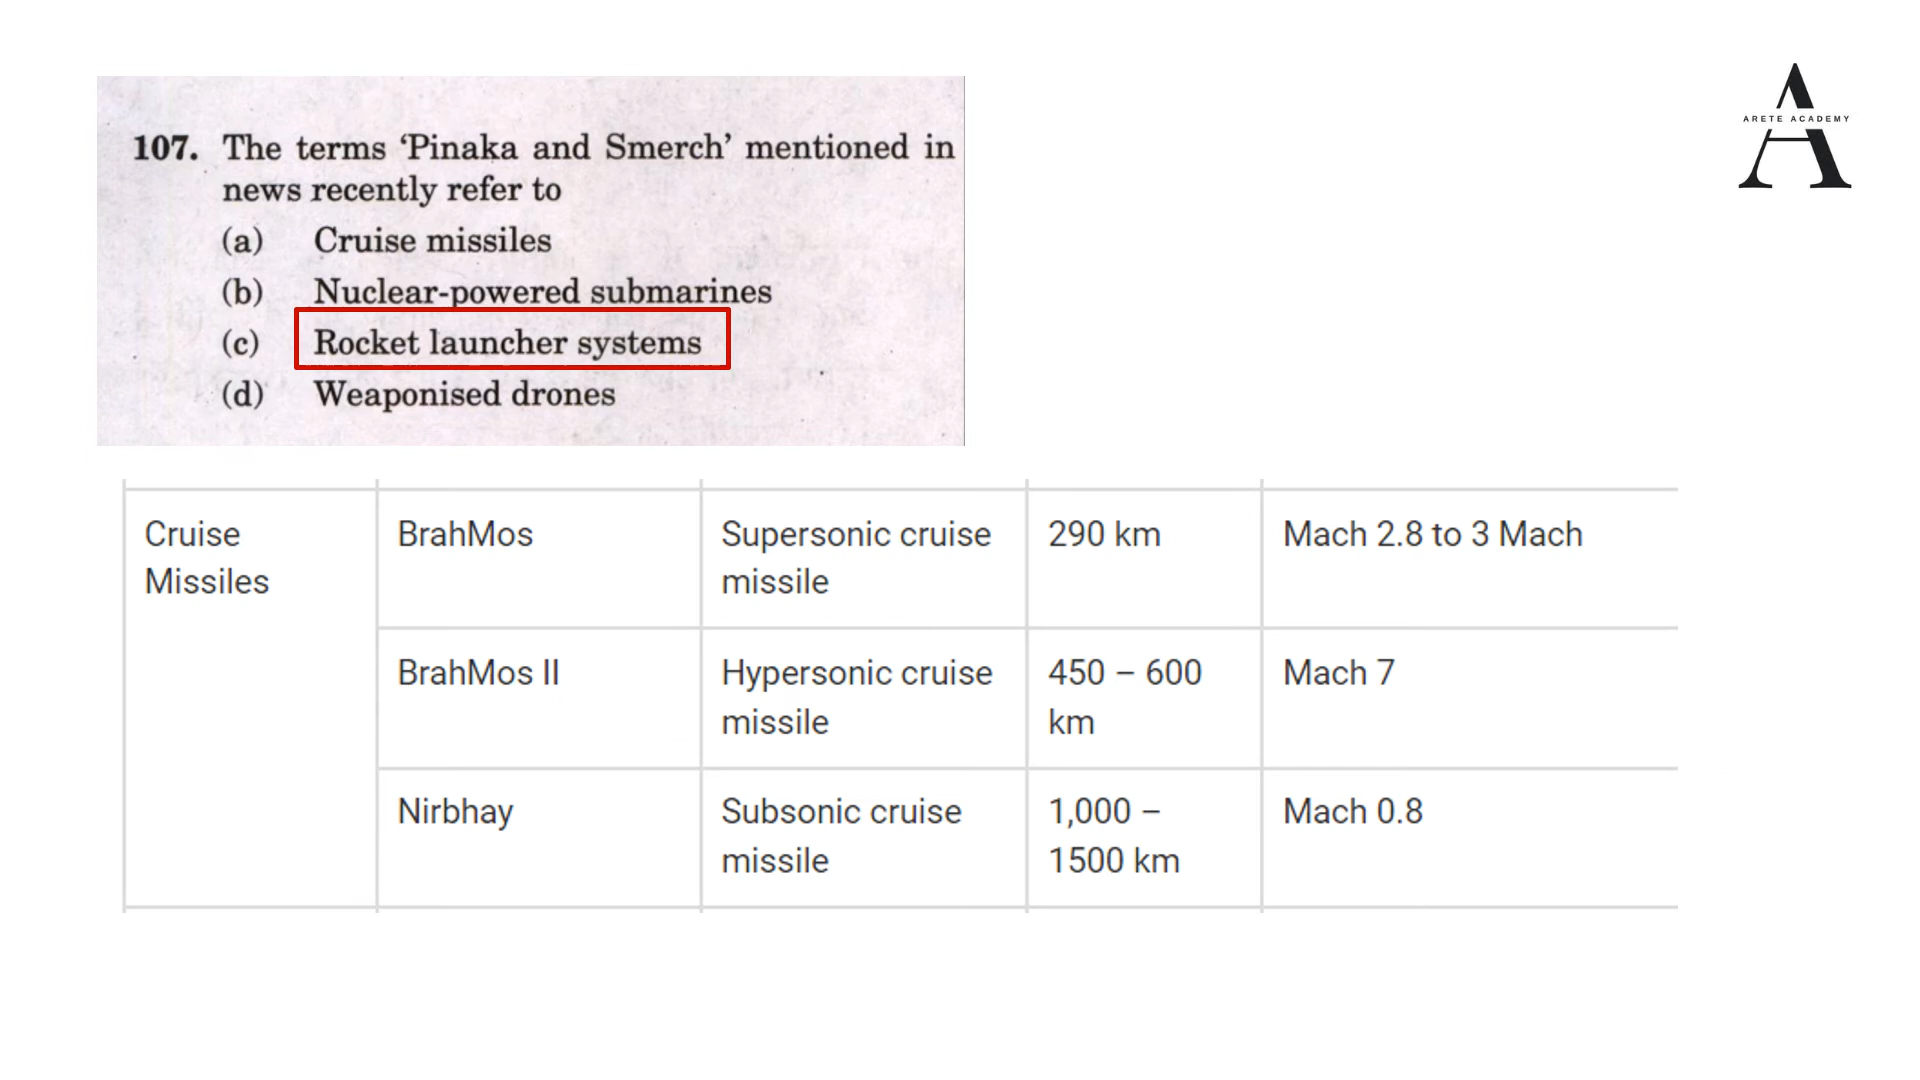 107. The terms ‘Pinaka and Smerch’ mentioned in
news recently refer to
(a) Cruise missiles
(b) Nuclear-powered submarines
(c) Rocket launcher systems
(d) Weaponised drones
ARETE ACADEMY
Cruise
Missiles
BrahMos
Supersonic cruise
missile
290 km
Mach 2.8 to 3 Mach
BrahMos II
Hypersonic cruise
missile
450 – 600
km
Mach 7
Nirbhay
Subsonic cruise
missile
1,000 –
1500 km
Mach 0.8